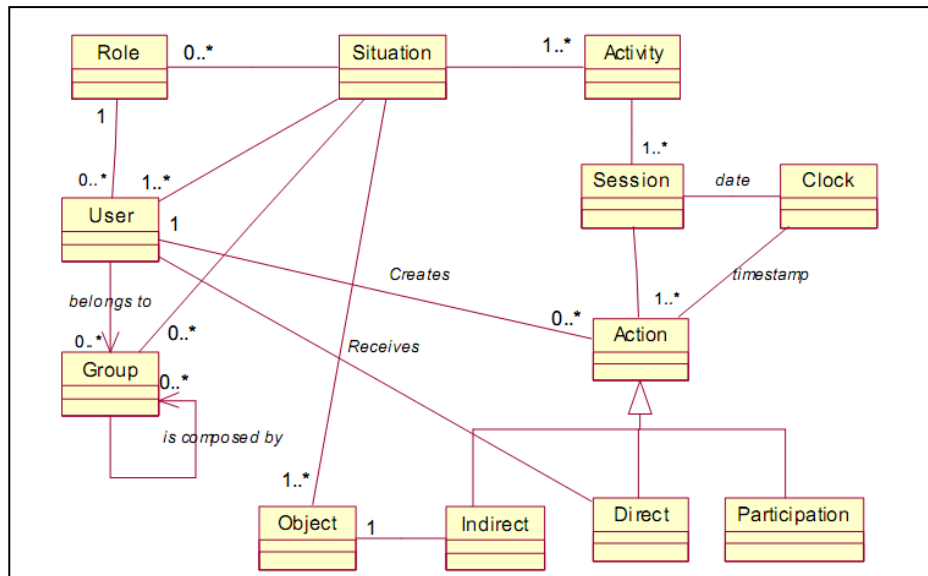 Role
0..*
Situation
1..*
Activity
1
0..*
1..*
1..*
Session
date
Clock
User
1
belongs to
Creates
timestamp
1..*
0..*
0..*
0..*
Receives
Action
Group
0..*
is composed by
1..*
Object
1
Indirect
Direct
Participation